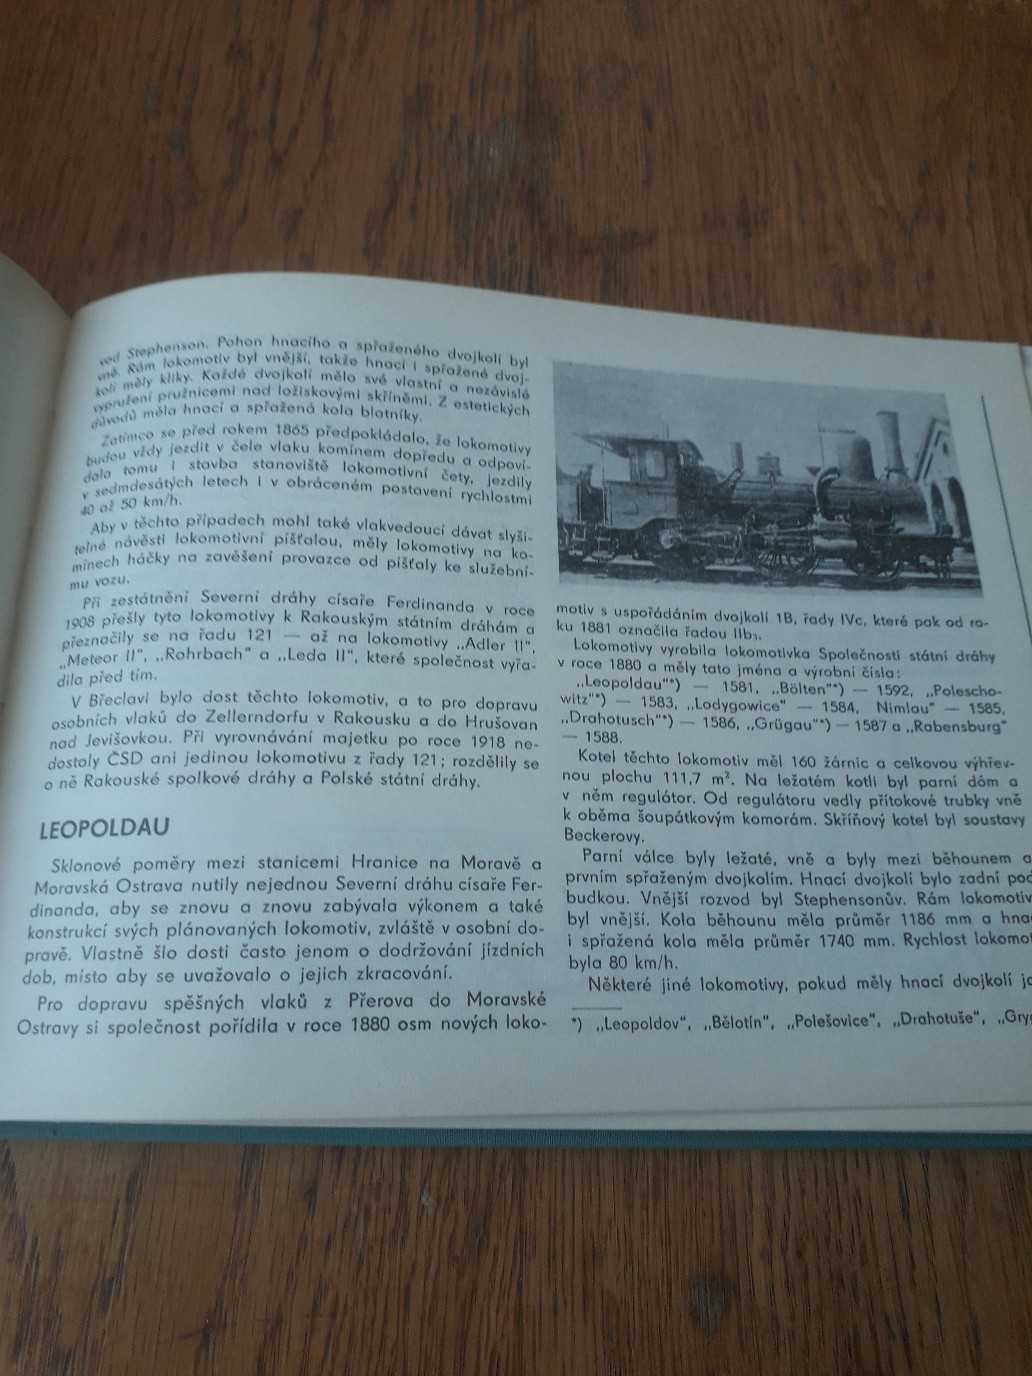 vod Stephenson. Pohon hnacího a spřaženého dvojkolí byl
vně. Rám lokomotiv byl vnější, takže hnací i spřažené dvoj-
kolí měly kliky. Každé dvojkolí mělo své vlastní a nezávislé
vypružení pružnicemi nad ložiskovými skříněmi. Z estetických
důvodů měla hnací a spřažená kola blatníky.
Zatímco se před rokem 1865 předpokládalo, že lokomotivy
budou vždy jezdit v čele vlaku komínem dopředu a odpoví-
dala tomu i stavba stanoviště lokomotivní čety, jezdily
v sedmdesátých letech i v obráceném postavení rychlostmi
40 až 50 km/h.
Aby v těchto případech mohl také vlakvedoucí dávat slyši-
telné návěsti lokomotivní píšťalou, měly lokomotivy na ko-
mínech háčky na zavěšení provazce od píšťaly ke služební-
mu vozu.
Při zestátnění Severní dráhy císaře Ferdinanda v roce
1908 přešly tyto lokomotivy k Rakouským státním dráhám a
přeznačily se na řadu 121 — až na lokomotivy „Adler II“,
„Meteor II“, „Rohrbach“ a „Leda II“, které společnost vyřa-
dila před tím.
V Břeclavi bylo dost těchto lokomotiv, a to pro dopravu
osobních vlaků do Zellerndorfu v Rakousku a do Hrušovan
nad Jevišovkou. Při vyrovnávání majetku po roce 1918 ne-
dostaly ČSD ani jedinou lokomotivu z řady 121; rozdělily se
o ně Rakouské spolkové dráhy a Polské státní dráhy.
LEOPOLDAU
Sklonové poměry mezi stanicemi Hranice na Moravě a
Moravská Ostrava nutily nejednou Severní dráhu císaře Fer-
dinanda, aby se znovu a znovu zabývala výkonem a také
konstrukcí svých plánovaných lokomotiv, zvláště v osobní do-
pravě. Vlastně šlo dosti často jenom o dodržování jízdních
dob, místo aby se uvažovalo o jejich zkracování.
Pro dopravu spěšných vlaků z Přerova do Moravské
Ostravy si společnost pořídila v roce 1880 osm nových loko-
motiv s uspořádáním dvojkolí 1B, řady IVc, které pak od ro-
ku 1881 označila řadou IIb₃.
Lokomotivy vyrobila lokomotivka Společnosti státní dráhy
v roce 1880 a měly tato jména a výrobní čísla:
„Leopoldau“*) — 1581, „Bölten“*) — 1592, „Polescho-
witz“*) — 1583, „Lodygowice“ — 1584, Nimlau“ — 1585,
„Drahotusch“*) — 1586, „Grügau“*) — 1587 a „Rabensburg“
— 1588.
Kotel těchto lokomotiv měl 160 žárnic a celkovou výhřev-
nou plochu 111,7 m². Na ležatém kotli byl parní dóm a
v něm regulátor. Od regulátoru vedly přítokové trubky vně
k oběma šoupátkovým komorám. Skříňový kotel byl soustavy
Beckerovy.
Parní válce byly ležaté, vně a byly mezi běhounem a
prvním spřaženým dvojkolím. Hnací dvojkolí bylo zadní pod
budkou. Vnější rozvod byl Stephensonův. Rám lokomotiv
byl vnější. Kola běhounu měla průměr 1186 mm a hna
i spřažená kola měla průměr 1740 mm. Rychlost lokomot
byla 80 km/h.
Některé jiné lokomotivy, pokud měly hnací dvojkolí jo
*) „Leopoldov“, „Bělotín“, „Polešovice“, „Drahotuše“, „Gryg